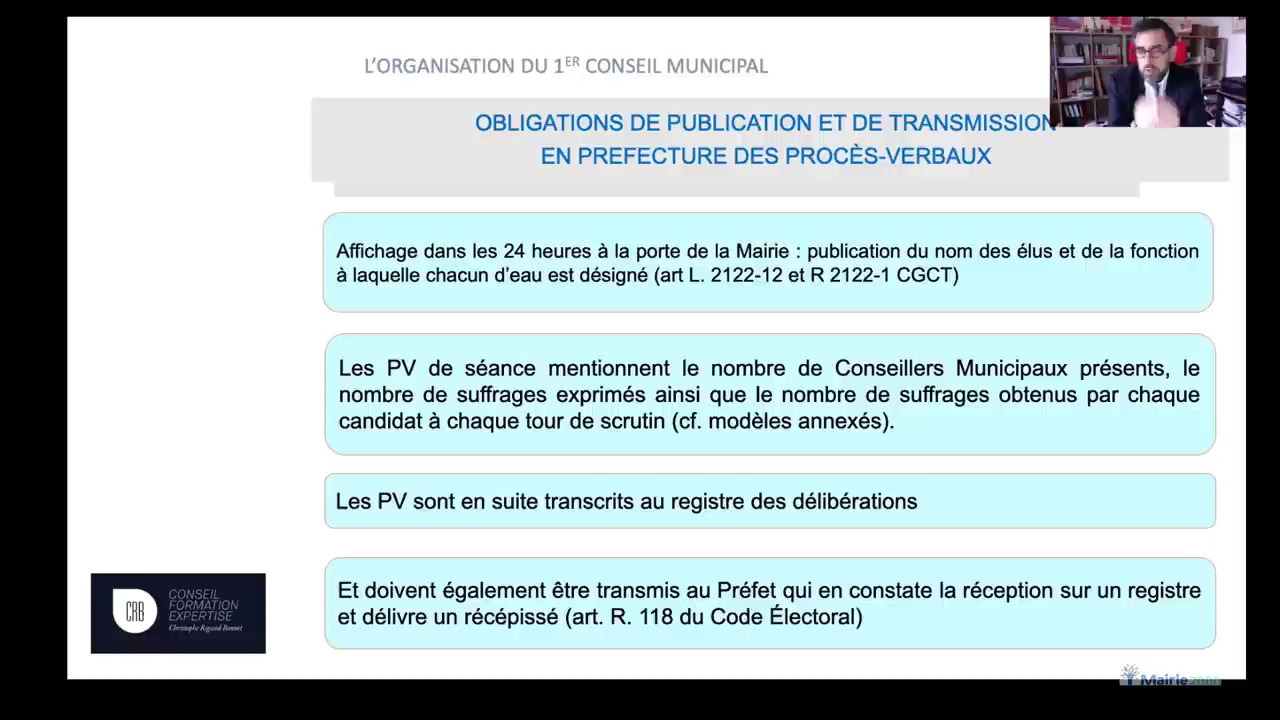 L'ORGANISATION DU 1ER CONSEIL MUNICIPAL
OBLIGATIONS DE PUBLICATION ET DE TRANSMISSION
EN PREFECTURE DES PROCÈS-VERBAUX
Affichage dans les 24 heures à la porte de la Mairie : publication du nom des élus et de la fonction
à laquelle chacun d'eau est désigné (art L. 2122-12 et R 2122-1 CGCT)
Les PV de séance mentionnent le nombre de Conseillers Municipaux présents, le
nombre de suffrages exprimés ainsi que le nombre de suffrages obtenus par chaque
candidat à chaque tour de scrutin (cf. modèles annexés).
Les PV sont en suite transcrits au registre des délibérations
Et doivent également être transmis au Préfet qui en constate la réception sur un registre
et délivre un récépissé (art. R. 118 du Code Électoral)
CRB
CONSEIL
FORMATION
EXPERTISE
Christophe
Mairie2000